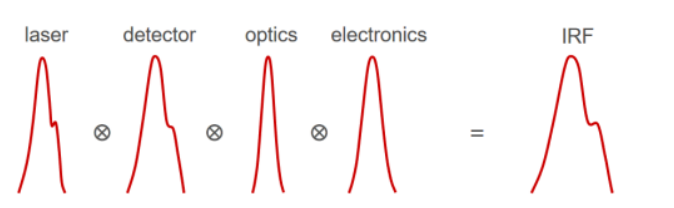 laser detector optics electronics IRF
⊗ ⊗ ⊗ =